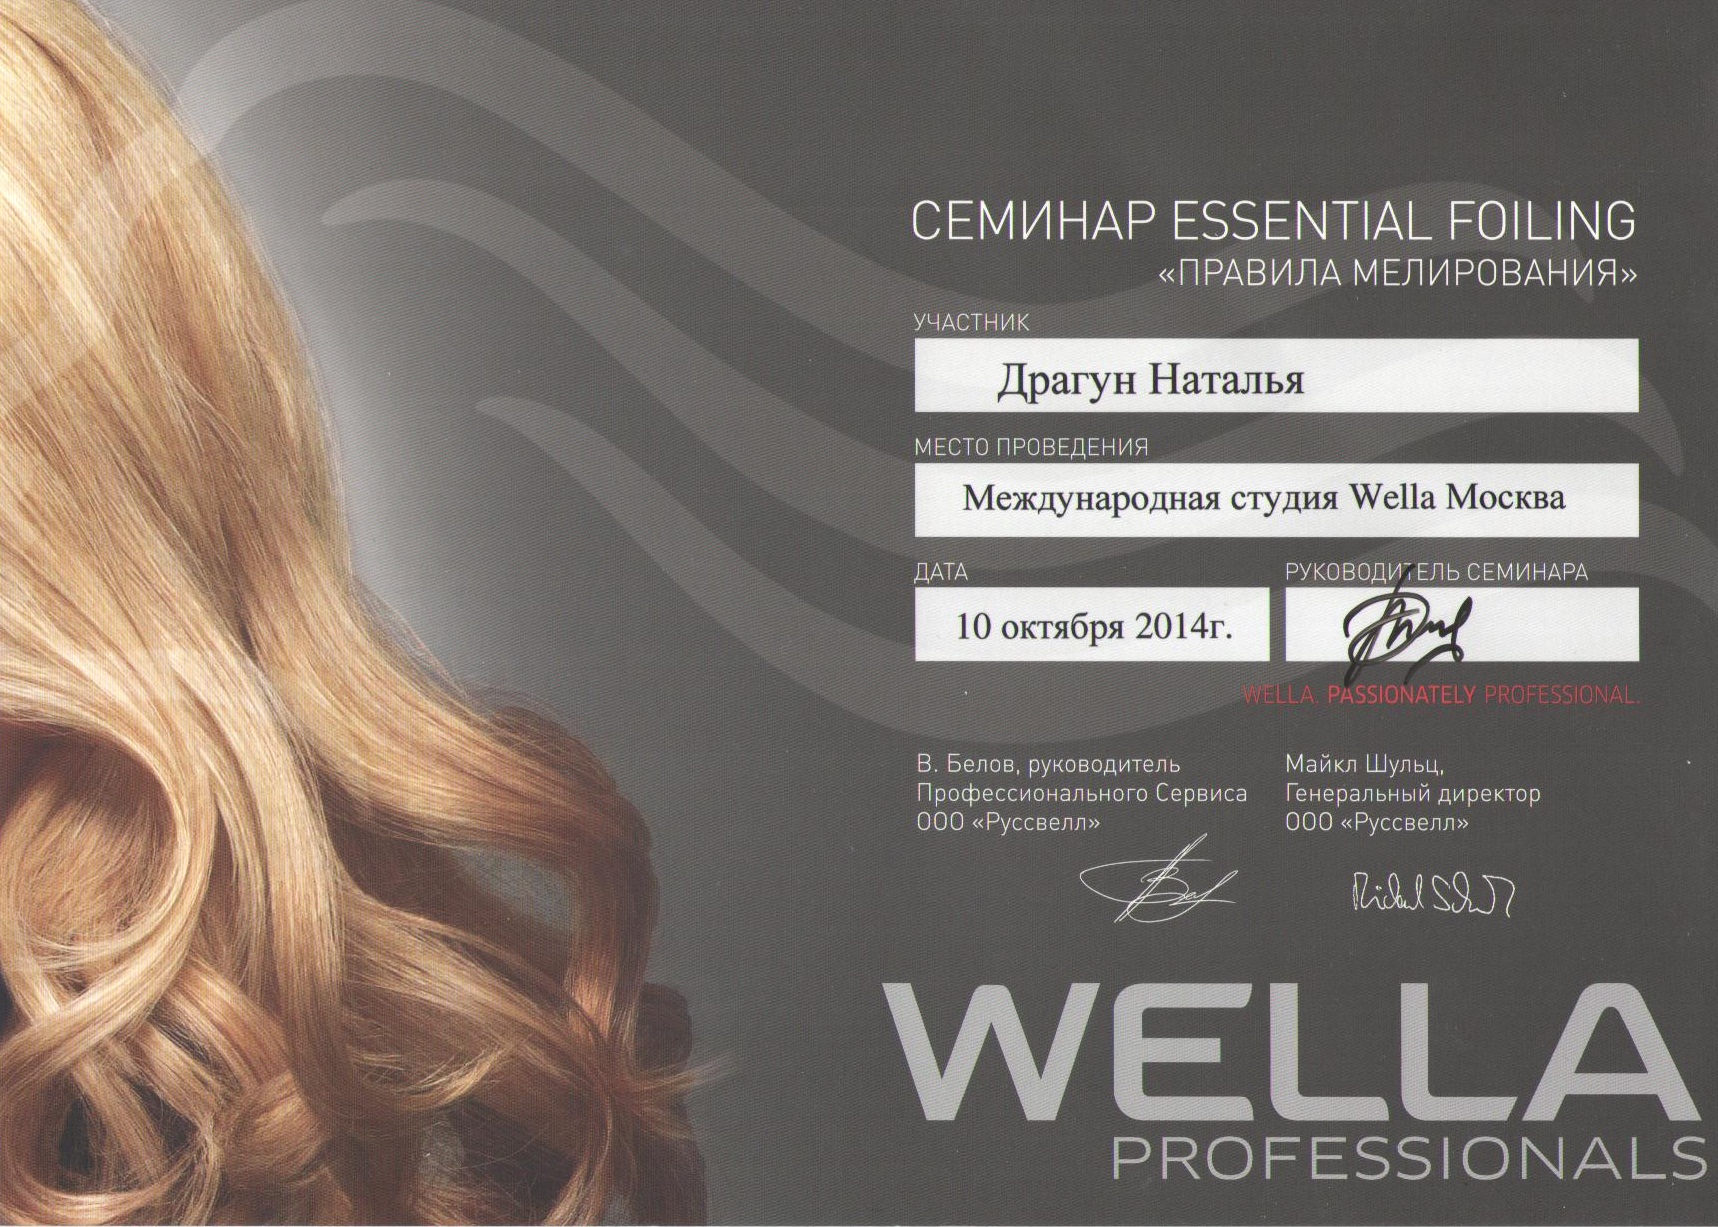 СЕМИНАР ESSENTIAL FOILING
«ПРАВИЛА МЕЛИРОВАНИЯ»
УЧАСТНИК
Драгун Наталья
МЕСТО ПРОВЕДЕНИЯ
Международная студия Wella Москва
ДАТА
РУКОВОДИТЕЛЬ СЕМИНАРА
10 октября 2014г.
WELLA. PASSIONATELY PROFESSIONAL.
В. Белов, руководитель
Профессионального Сервиса
ООО «Руссвелл»
Майкл Шульц,
Генеральный директор
ООО «Руссвелл»
WELLA
PROFESSIONALS